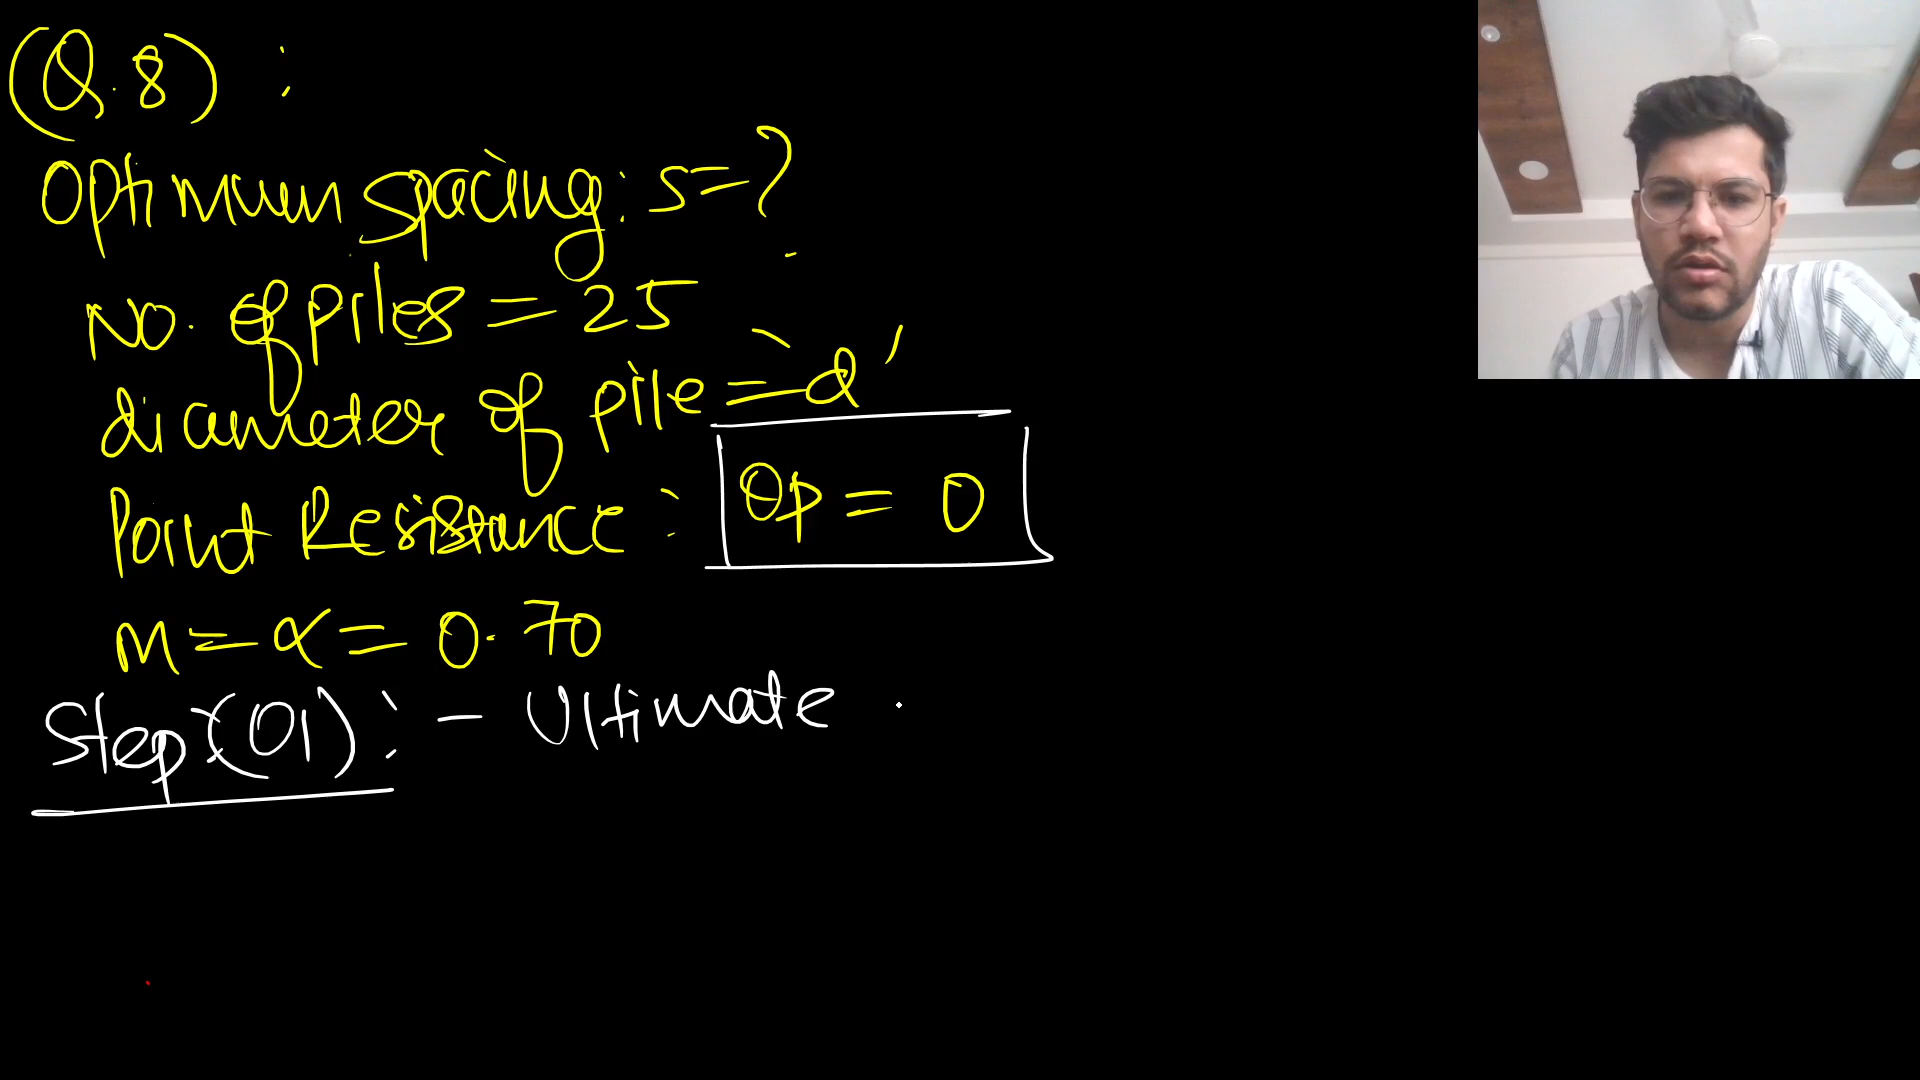 (Q.8) :
Optimum spacing: s=?
No. of piles = 25
diameter of pile = 'd'
Point Resistance : Qp = 0
m = α = 0.70
Step:(01):- Ultimate